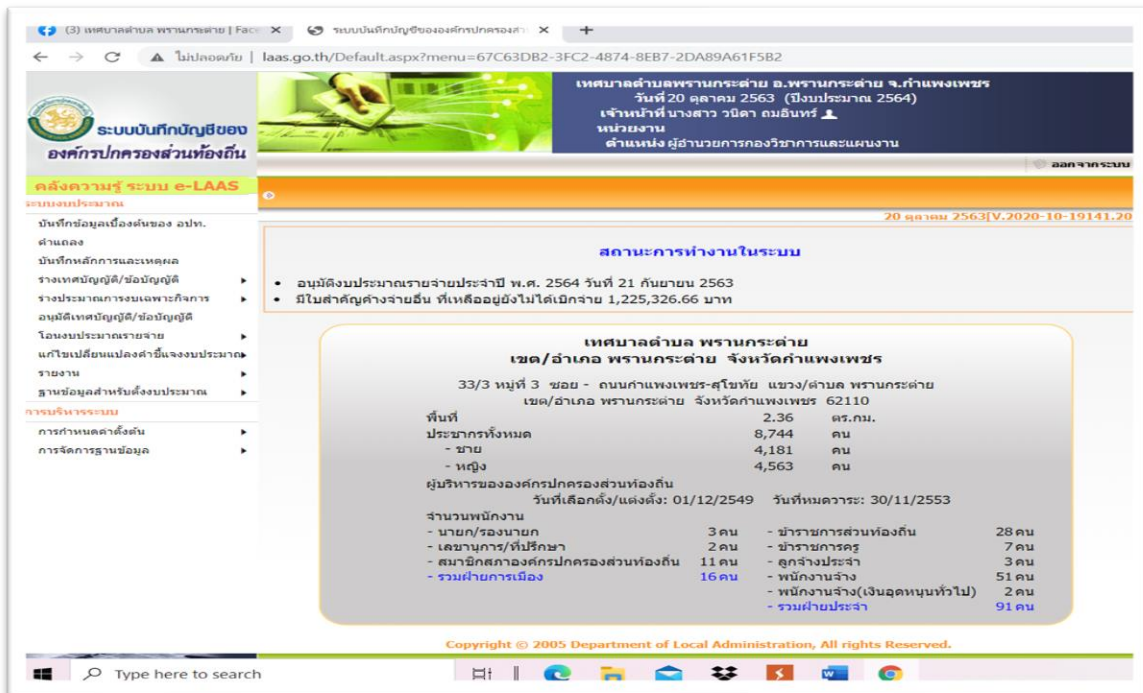 (3) เทศบาลตำบล พรานกระต่าย | Face
ระบบบันทึกบัญชีขององค์กรปกครองส่ว
ไม่ปลอดภัย | laas.go.th/Default.aspx?menu=67C63DB2-3FC2-4874-8EB7-2DA89A61F5B2
ระบบบันทึกบัญชีของ
องค์กรปกครองส่วนท้องถิ่น
เทศบาลตำบลพรานกระต่าย อ.พรานกระต่าย จ.กำแพงเพชร
วันที่ 20 ตุลาคม 2563 (ปีงบประมาณ 2564)
เจ้าหน้าที่ นางสาว วนิดา ถมอินทร์
หน่วยงาน
ตำแหน่ง ผู้อำนวยการกองวิชาการและแผนงาน
ออกจากระบบ
คลังความรู้ ระบบ e-LAAS
ระบบงบประมาณ
บันทึกข้อมูลเบื้องต้นของ อปท.
คำแถลง
บันทึกหลักการและเหตุผล
ร่างเทศบัญญัติ/ข้อบัญญัติ
ร่างประมาณการงบเฉพาะกิจการ
อนุมัติเทศบัญญัติ/ข้อบัญญัติ
โอนงบประมาณรายจ่าย
แก้ไขเปลี่ยนแปลงคำชี้แจงงบประมาณ
รายงาน
ฐานข้อมูลสำหรับตั้งงบประมาณ
การบริหารระบบ
การกำหนดค่าตั้งต้น
การจัดการฐานข้อมูล
20 ตุลาคม 2563[V.2020-10-19141.20
สถานะการทำงานในระบบ
• อนุมัติงบประมาณรายจ่ายประจำปี พ.ศ. 2564 วันที่ 21 กันยายน 2563
• มีใบสำคัญค้างจ่ายอื่น ที่เหลืออยู่ยังไม่ได้เบิกจ่าย 1,225,326.66 บาท
เทศบาลตำบล พรานกระต่าย
เขต/อำเภอ พรานกระต่าย จังหวัดกำแพงเพชร
33/3 หมู่ที่ 3 ซอย - ถนนกำแพงเพชร-สุโขทัย แขวง/ตำบล พรานกระต่าย
เขต/อำเภอ พรานกระต่าย จังหวัดกำแพงเพชร 62110
พื้นที่ 2.36 ตร.กม.
ประชากรทั้งหมด 8,744 คน
- ชาย 4,181 คน
- หญิง 4,563 คน
ผู้บริหารขององค์กรปกครองส่วนท้องถิ่น
วันที่เลือกตั้ง/แต่งตั้ง: 01/12/2549 วันที่หมดวาระ: 30/11/2553
จำนวนพนักงาน
- นายก/รองนายก 3 คน - ข้าราชการส่วนท้องถิ่น 28 คน
- เลขานุการ/ที่ปรึกษา 2 คน - ข้าราชการครู 7 คน
- สมาชิกสภาองค์กรปกครองส่วนท้องถิ่น 11 คน - ลูกจ้างประจำ 3 คน
- รวมฝ่ายการเมือง 16 คน - พนักงานจ้าง 51 คน
- พนักงานจ้าง(เงินอุดหนุนทั่วไป) 2 คน
- รวมฝ่ายประจำ 91 คน
Copyright © 2005 Department of Local Administration, All rights Reserved.
Type here to search